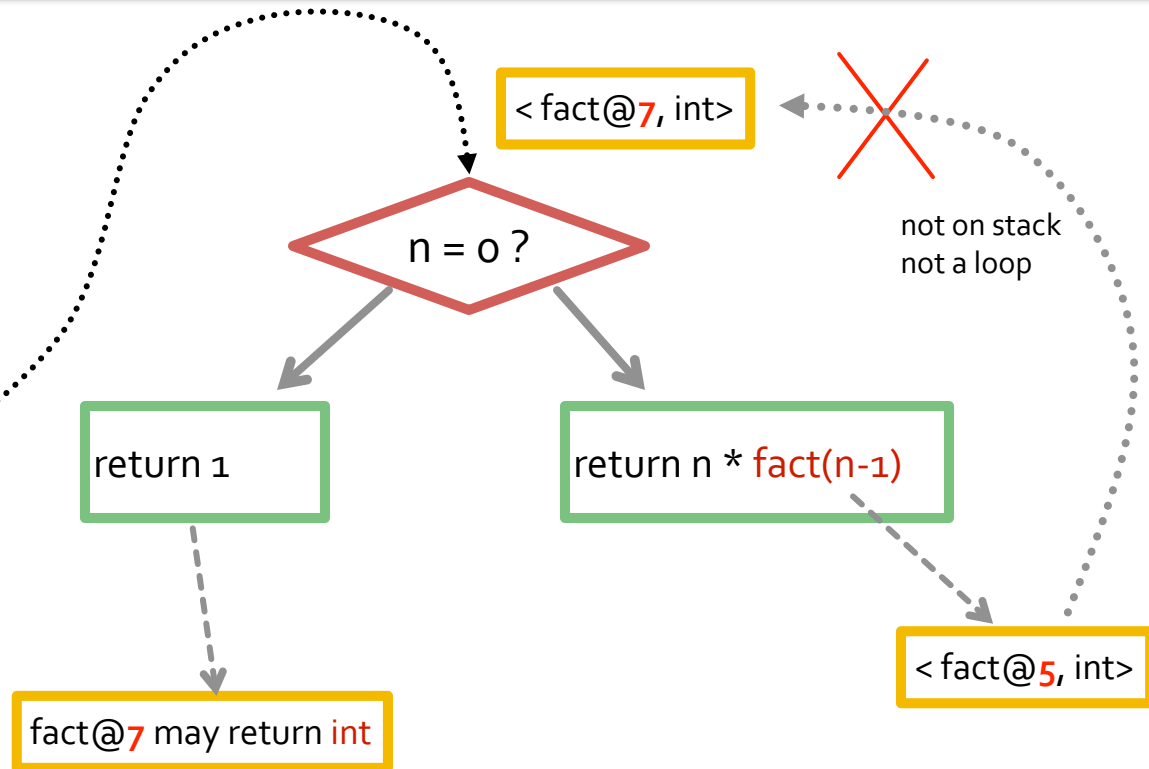 < fact@7, int>
not on stack
not a loop
n = 0 ?
return 1
return n * fact(n-1)
< fact@5, int>
fact@7 may return int